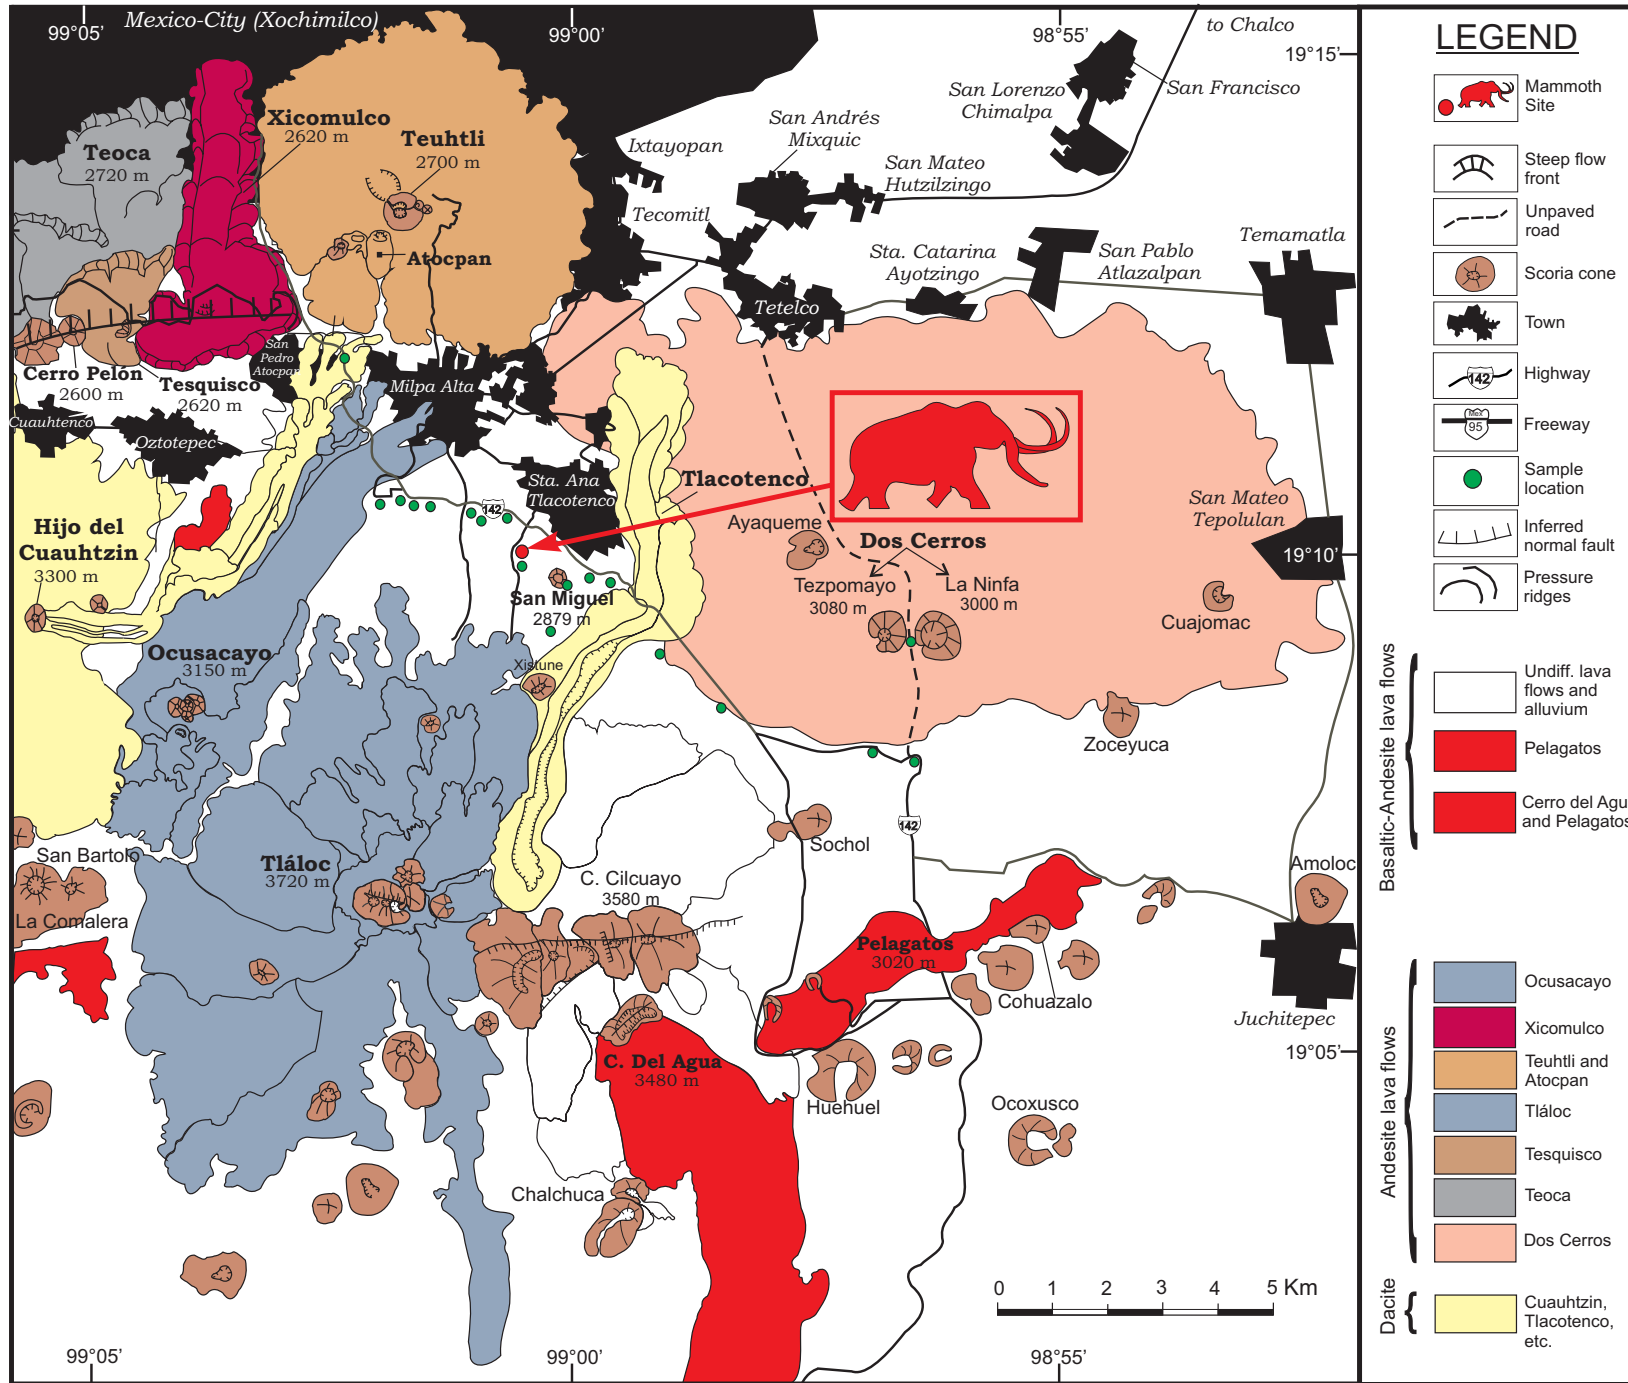 Mexico-City (Xochimilco)
99°05'
99°00'
98°55'
to Chalco
19°15'
San Lorenzo
Chimalpa
San Francisco
Xicomulco
2620 m
Teuhtli
2700 m
Teoca
2720 m
Ixtayopan
San Andrés
Mixquic
San Mateo
Hutzilzingo
Tecomitl
Atocpan
Sta. Catarina
Ayotzingo
San Pablo
Atlazalpan
Temamatla
Tetelco
San
Pedro
Atocpan
Cerro Pelón
2600 m
Tesquisco
2620 m
Milpa Alta
Cuauhtenco
Oztotepec
Sta. Ana
Tlacotenco
Tlacotenco
142
San Mateo
Tepolulan
Hijo del
Cuauhtzin
3300 m
Ayaqueme
Dos Cerros
Tezpomayo
3080 m
La Ninfa
3000 m
19°10'
San Miguel
2879 m
Cuajomac
Ocusacayo
3150 m
Xistune
Zoceyuca
142
Sochol
San Bartolo
Tláloc
3720 m
C. Cilcuayo
3580 m
Amoloc
La Comalera
Pelagatos
3020 m
Cohuazalo
Juchitepec
C. Del Agua
3480 m
19°05'
Huehuel
Ocoxusco
Chalchuca
0 1 2 3 4 5 Km
99°05'
99°00'
98°55'
LEGEND
Mammoth
Site
Steep flow
front
Unpaved
road
Scoria cone
Town
142
Highway
Mex
95
Freeway
Sample
location
Inferred
normal fault
Pressure
ridges
Basaltic-Andesite lava flows
Undiff. lava
flows and
alluvium
Pelagatos
Cerro del Agu
and Pelagatos
Andesite lava flows
Ocusacayo
Xicomulco
Teuhtli and
Atocpan
Tláloc
Tesquisco
Teoca
Dos Cerros
Dacite
Cuauhtzin,
Tlacotenco,
etc.